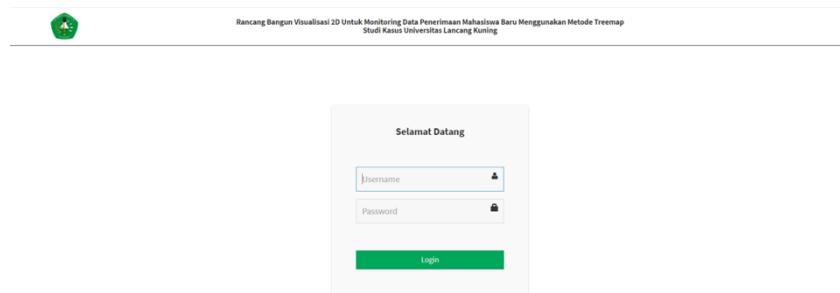 Rancang Bangun Visualisasi 2D Untuk Monitoring Data Penerimaan Mahasiswa Baru Menggunakan Metode Treemap
Studi Kasus Universitas Lancang Kuning
Selamat Datang
Username
Password
Login